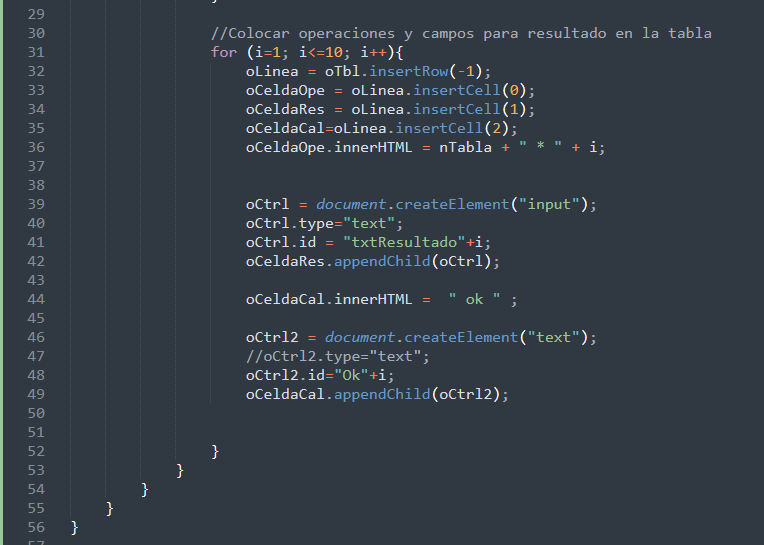 29
30 //Colocar operaciones y campos para resultado en la tabla
31 for (i=1; i<=10; i++){
32 oLinea = oTbl.insertRow(-1);
33 oCeldaOpe = oLinea.insertCell(0);
34 oCeldaRes = oLinea.insertCell(1);
35 oCeldaCal=oLinea.insertCell(2);
36 oCeldaOpe.innerHTML = nTabla + " * " + i;
37
38
39 oCtrl = document.createElement("input");
40 oCtrl.type="text";
41 oCtrl.id = "txtResultado"+i;
42 oCeldaRes.appendChild(oCtrl);
43
44 oCeldaCal.innerHTML =  " ok " ;
45
46 oCtrl2 = document.createElement("text");
47 //oCtrl2.type="text";
48 oCtrl2.id="Ok"+i;
49 oCeldaCal.appendChild(oCtrl2);
50
51
52 }
53 }
54 }
55 }
56 }